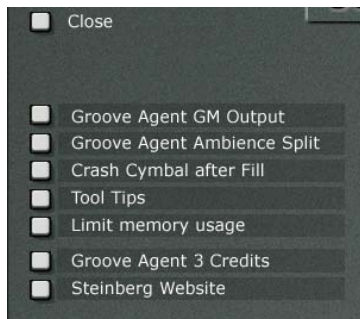 Close
Groove Agent GM Output
Groove Agent Ambience Split
Crash Cymbal after Fill
Tool Tips
Limit memory usage
Groove Agent 3 Credits
Steinberg Website